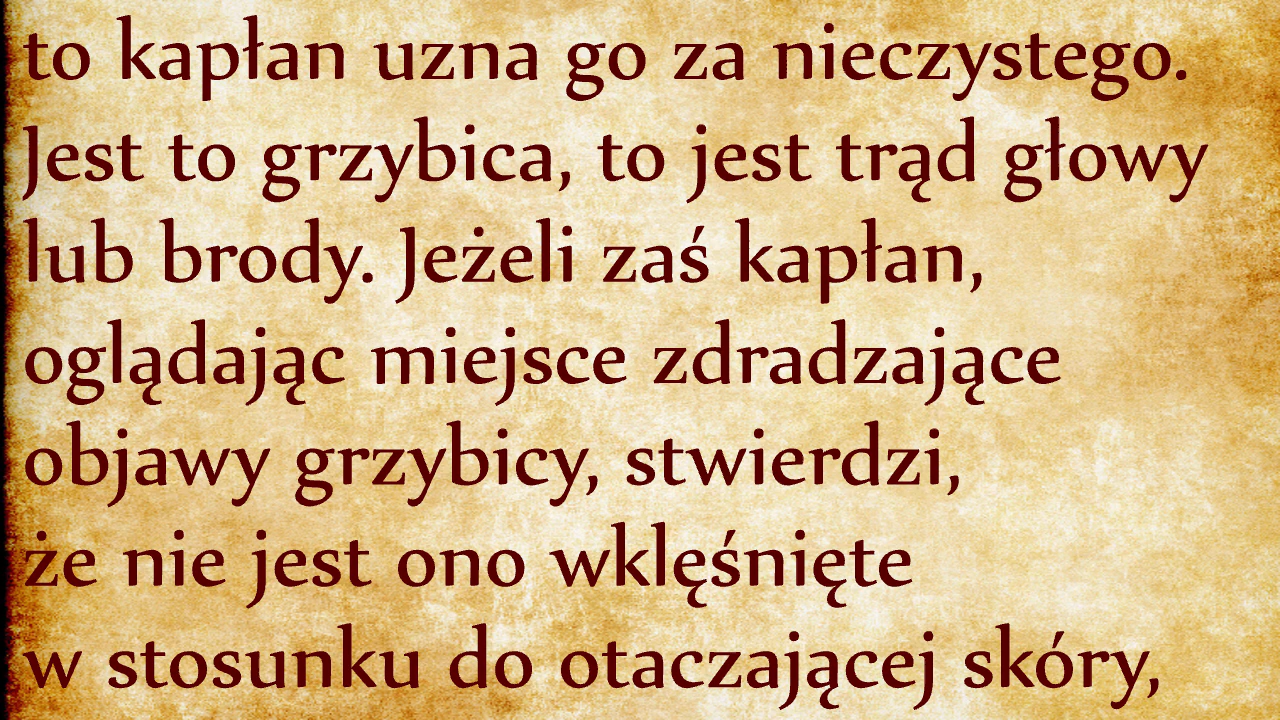 to kapłan uzna go za nieczystego.
Jest to grzybica, to jest trąd głowy
lub brody. Jeżeli zaś kapłan,
oglądając miejsce zdradzające
objawy grzybicy, stwierdzi,
że nie jest ono wklęśnięte
w stosunku do otaczającej skóry,